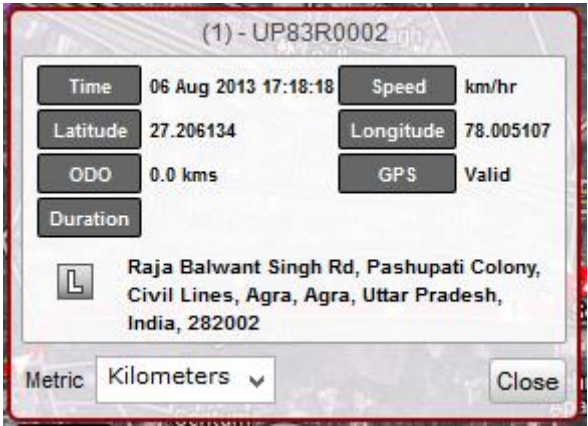 (1) - UP83R0002
Time 06 Aug 2013 17:18:18 Speed km/hr
Latitude 27.206134 Longitude 78.005107
ODO 0.0 kms GPS Valid
Duration
L Raja Balwant Singh Rd, Pashupati Colony,
Civil Lines, Agra, Agra, Uttar Pradesh,
India, 282002
Metric Kilometers Close